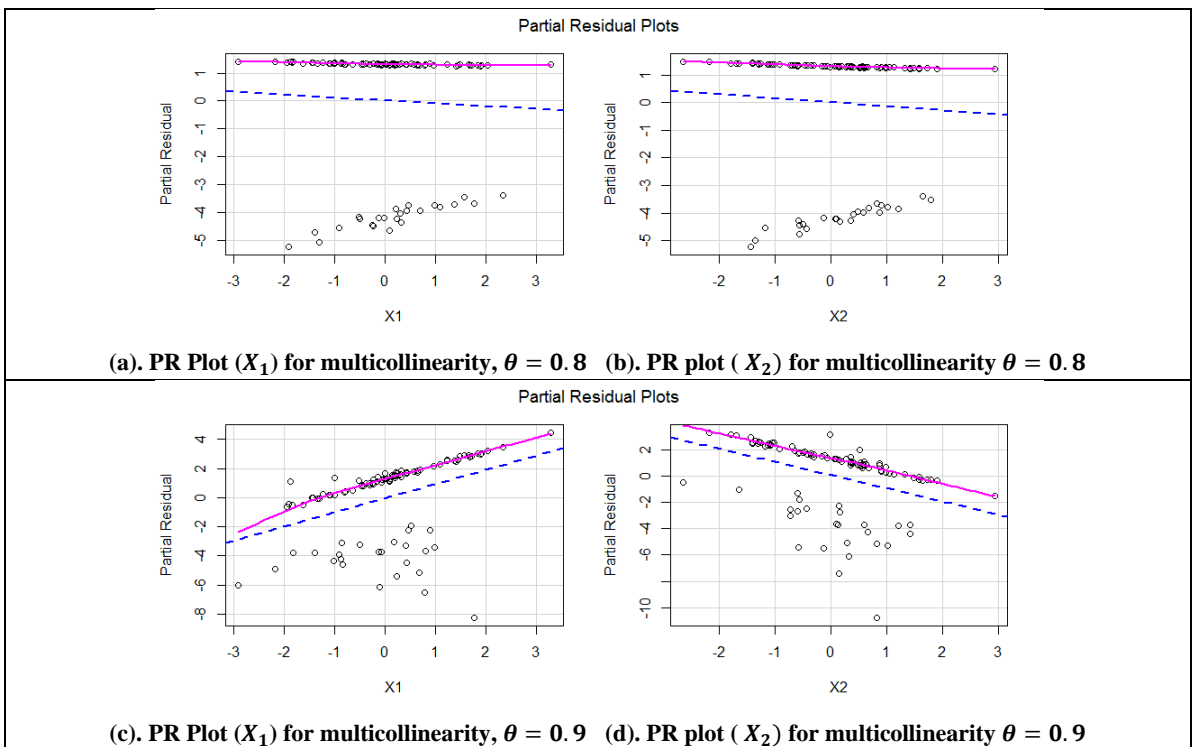 Partial Residual Plots
Partial Residual
1
0
-1
-2
-3
-4
-5
-3 -2 -1 0 1 2 3
X1
Partial Residual
1
0
-1
-2
-3
-4
-5
-2 -1 0 1 2 3
X2
(a). PR Plot (X₁) for multicollinearity, θ = 0.8 (b). PR plot ( X₂) for multicollinearity θ = 0.8
Partial Residual Plots
Partial Residual
4
2
0
-2
-4
-6
-8
-3 -2 -1 0 1 2 3
X1
Partial Residual
2
0
-2
-4
-6
-10
-2 -1 0 1 2 3
X2
(c). PR Plot (X₁) for multicollinearity, θ = 0.9 (d). PR plot ( X₂) for multicollinearity θ = 0.9